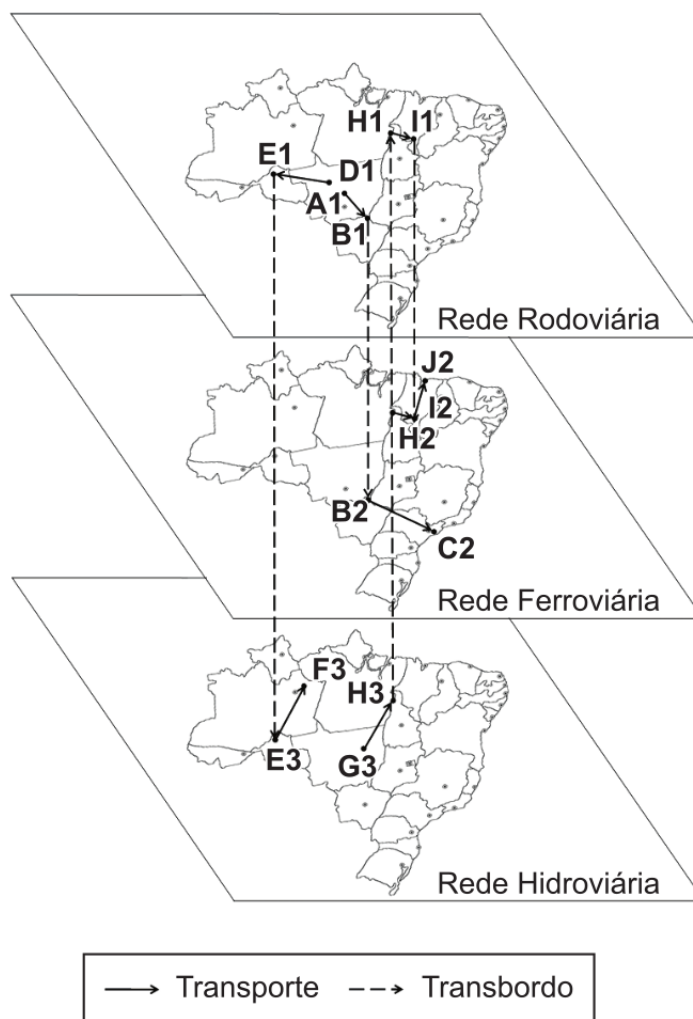 H1 I1
E1
D1
A1
B1
Rede Rodoviária
J2
I2
H2
B2
C2
Rede Ferroviária
F3
H3
E3
G3
Rede Hidroviária
Transporte Transbordo